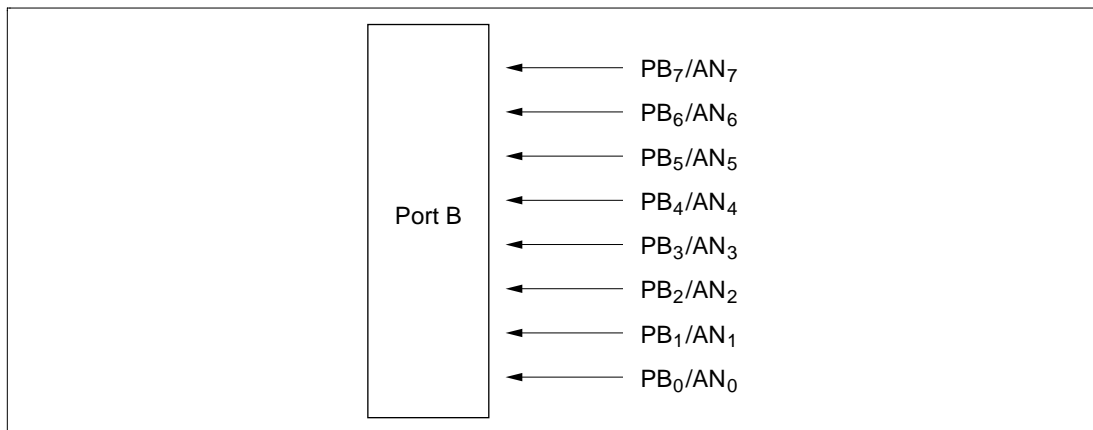 PB₇/AN₇
PB₆/AN₆
PB₅/AN₅
PB₄/AN₄
Port B
PB₃/AN₃
PB₂/AN₂
PB₁/AN₁
PB₀/AN₀